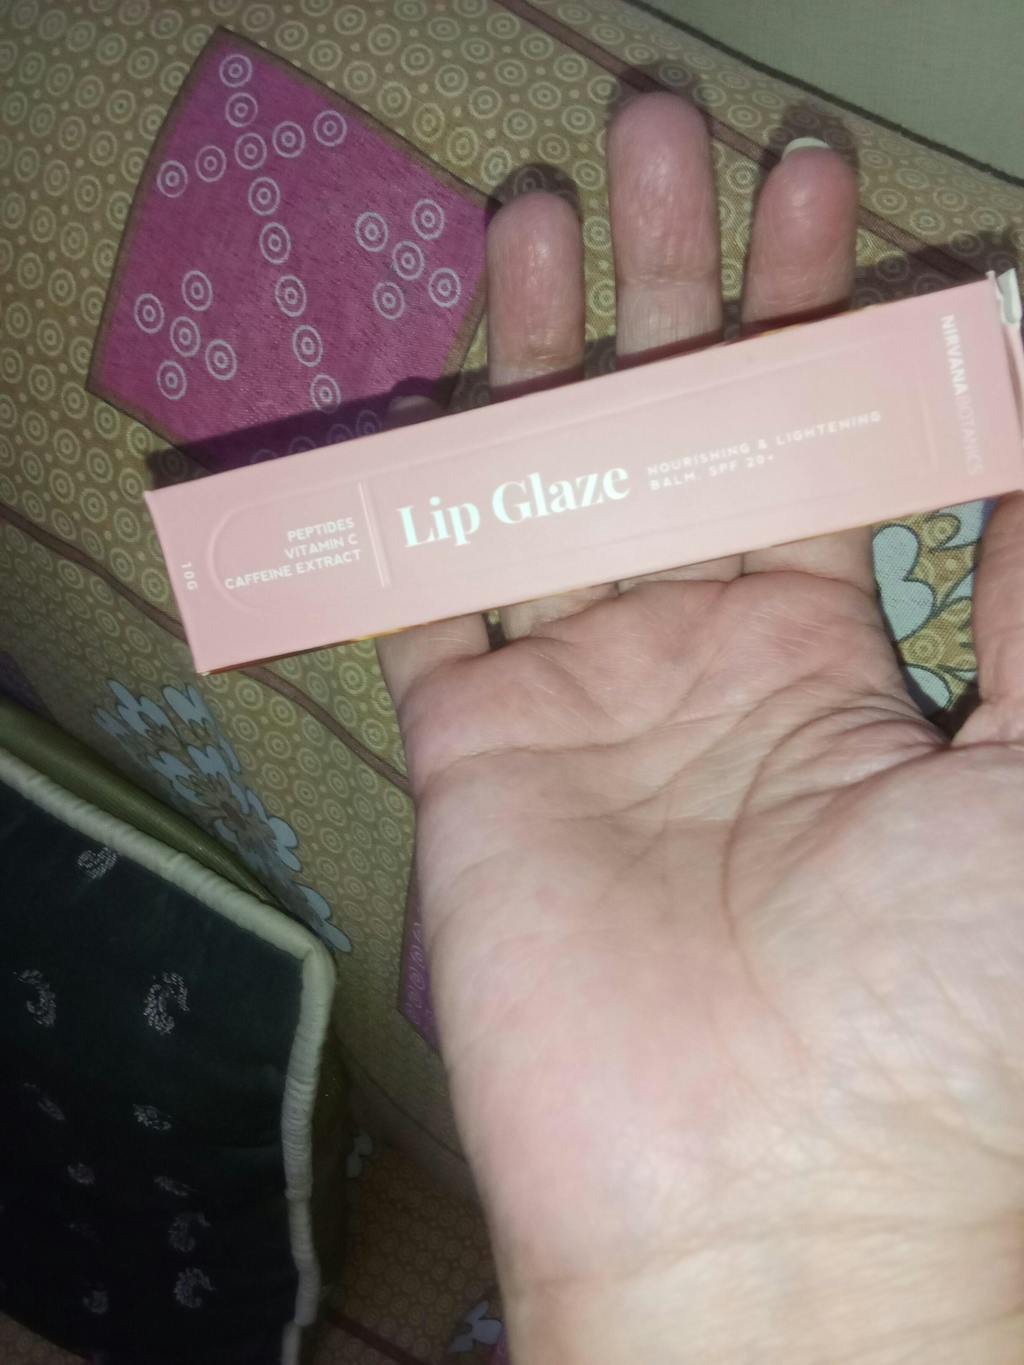 PEPTIDES
VITAMIN C
CAFFEINE EXTRACT
10G
Lip Glaze
NOURISHING & LIGHTENING
BALM. SPF 20+
NIRVANA BOTANICS